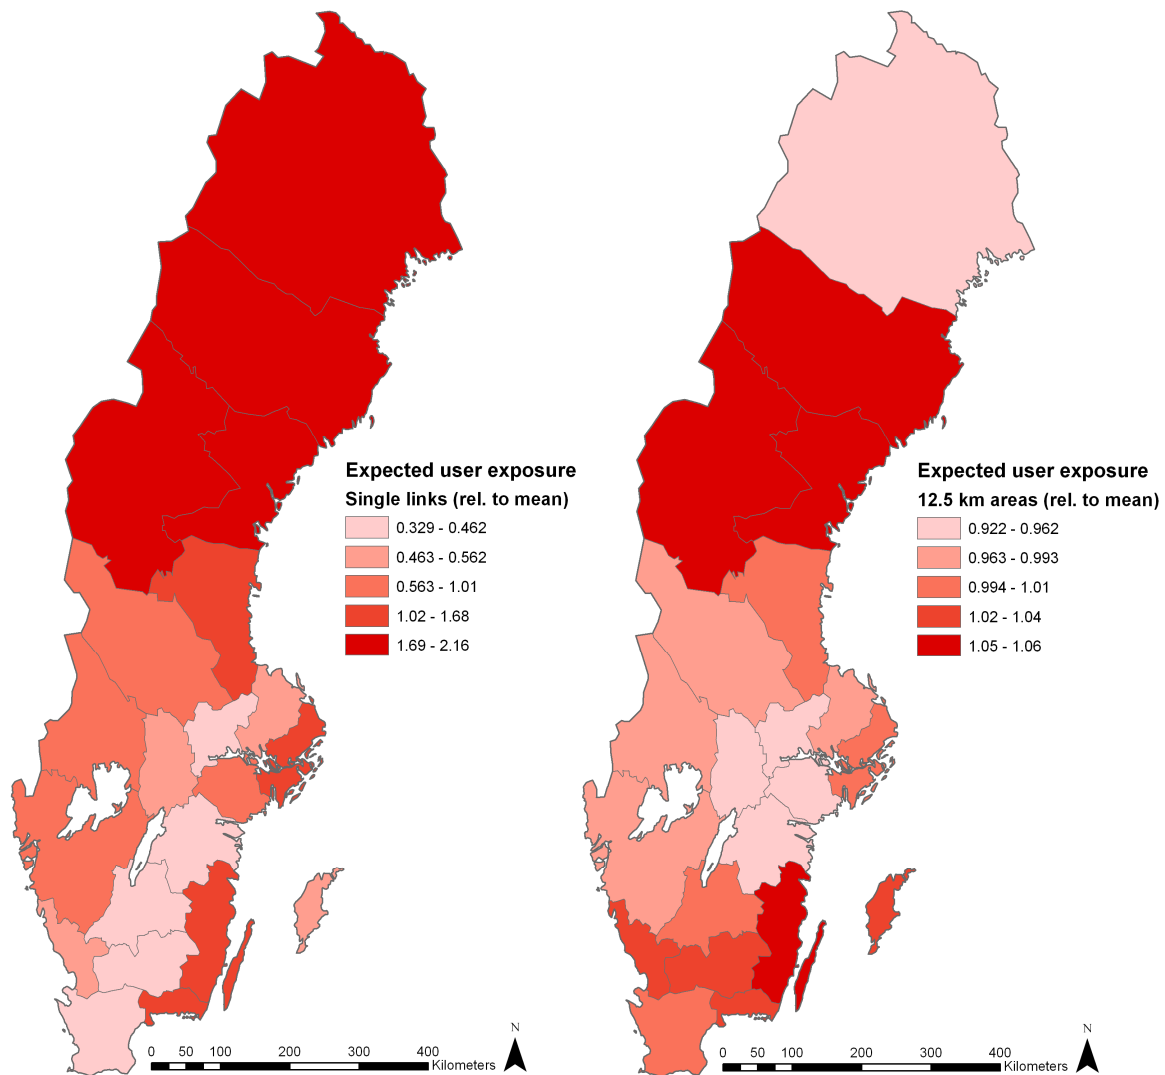 Expected user exposure
Single links (rel. to mean)
0.329 - 0.462
0.463 - 0.562
0.563 - 1.01
1.02 - 1.68
1.69 - 2.16
N
0 50 100 200 300 400
Kilometers
Expected user exposure
12.5 km areas (rel. to mean)
0.922 - 0.962
0.963 - 0.993
0.994 - 1.01
1.02 - 1.04
1.05 - 1.06
N
0 50 100 200 300 400
Kilometers